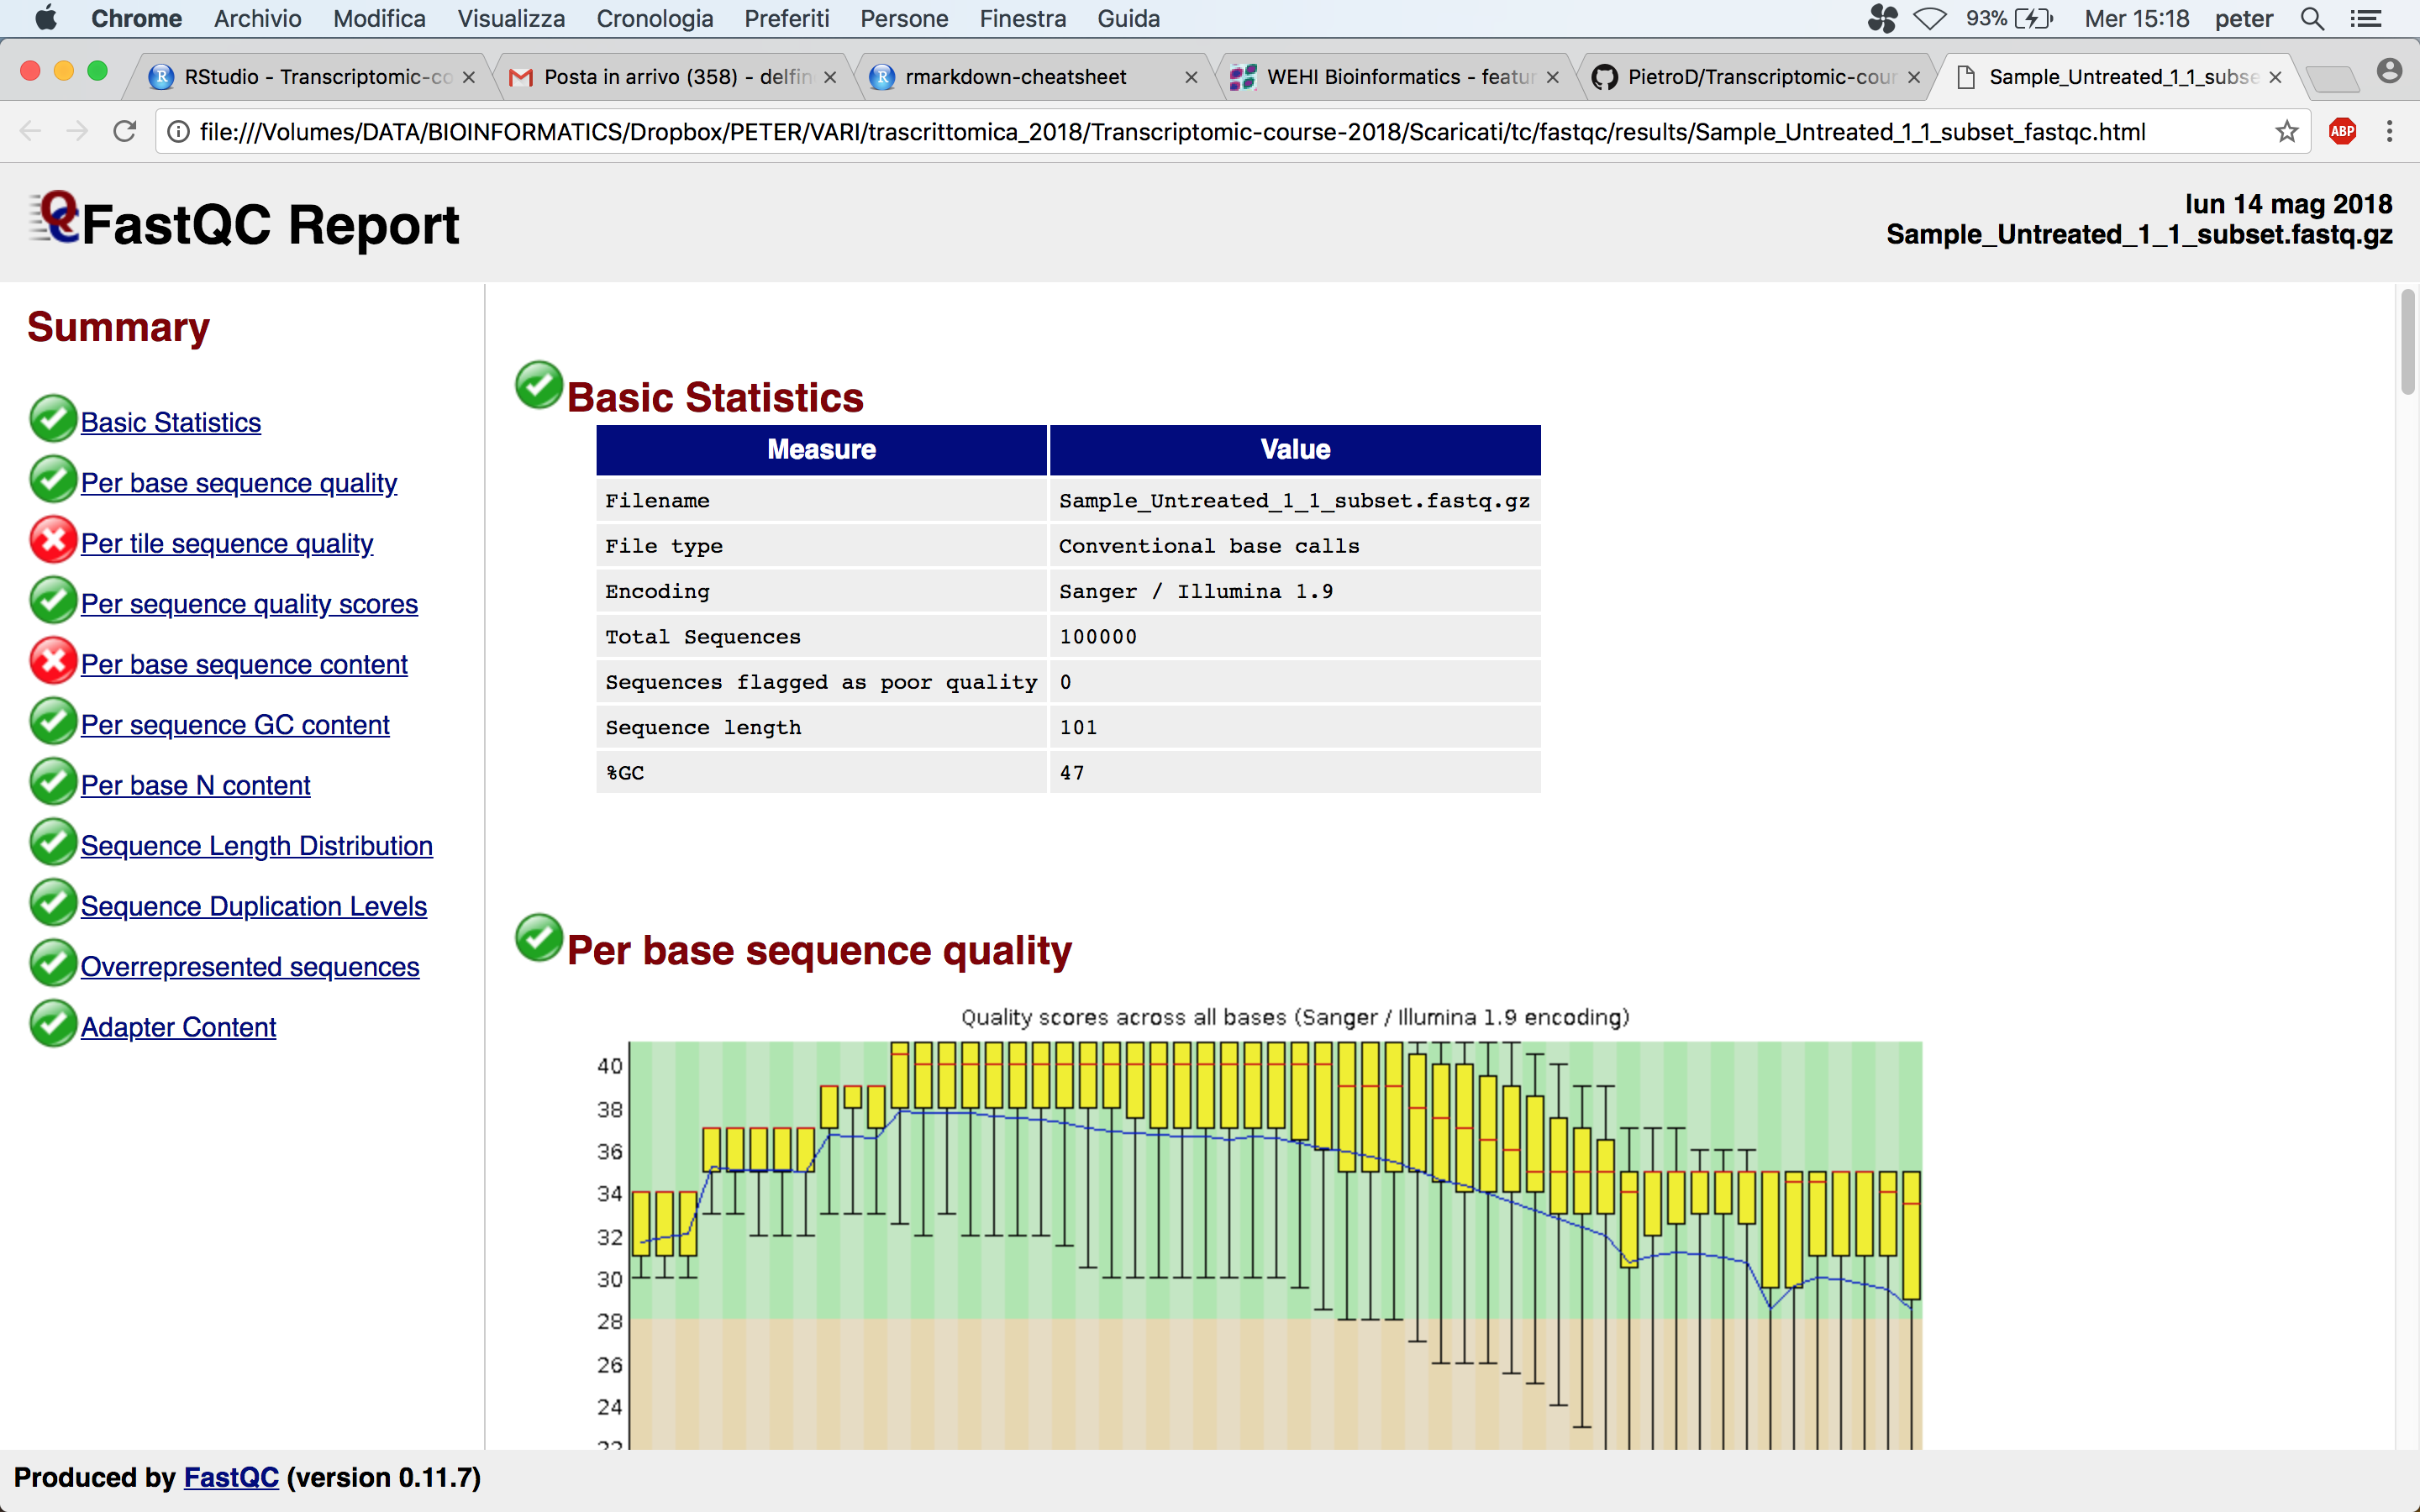 Chrome Archivio Modifica Visualizza Cronologia Preferiti Persone Finestra Guida 93% Mer 15:18 peter
RStudio - Transcriptomic-co Posta in arrivo (358) - delfin rmarkdown-cheatsheet WEHI Bioinformatics - featur PietroD/Transcriptomic-cour Sample_Untreated_1_1_subse
file:///Volumes/DATA/BIOINFORMATICS/Dropbox/PETER/VARI/trascrittomica_2018/Transcriptomic-course-2018/Scaricati/tc/fastqc/results/Sample_Untreated_1_1_subset_fastqc.html ABP
FastQC Report
lun 14 mag 2018
Sample_Untreated_1_1_subset.fastq.gz
Summary
Basic Statistics
Per base sequence quality
Per tile sequence quality
Per sequence quality scores
Per base sequence content
Per sequence GC content
Per base N content
Sequence Length Distribution
Sequence Duplication Levels
Overrepresented sequences
Adapter Content
Basic Statistics
Measure Value
Filename Sample_Untreated_1_1_subset.fastq.gz
File type Conventional base calls
Encoding Sanger / Illumina 1.9
Total Sequences 100000
Sequences flagged as poor quality 0
Sequence length 101
%GC 47
Per base sequence quality
Quality scores across all bases (Sanger / Illumina 1.9 encoding)
40
38
36
34
32
30
28
26
24
22
Produced by FastQC (version 0.11.7)